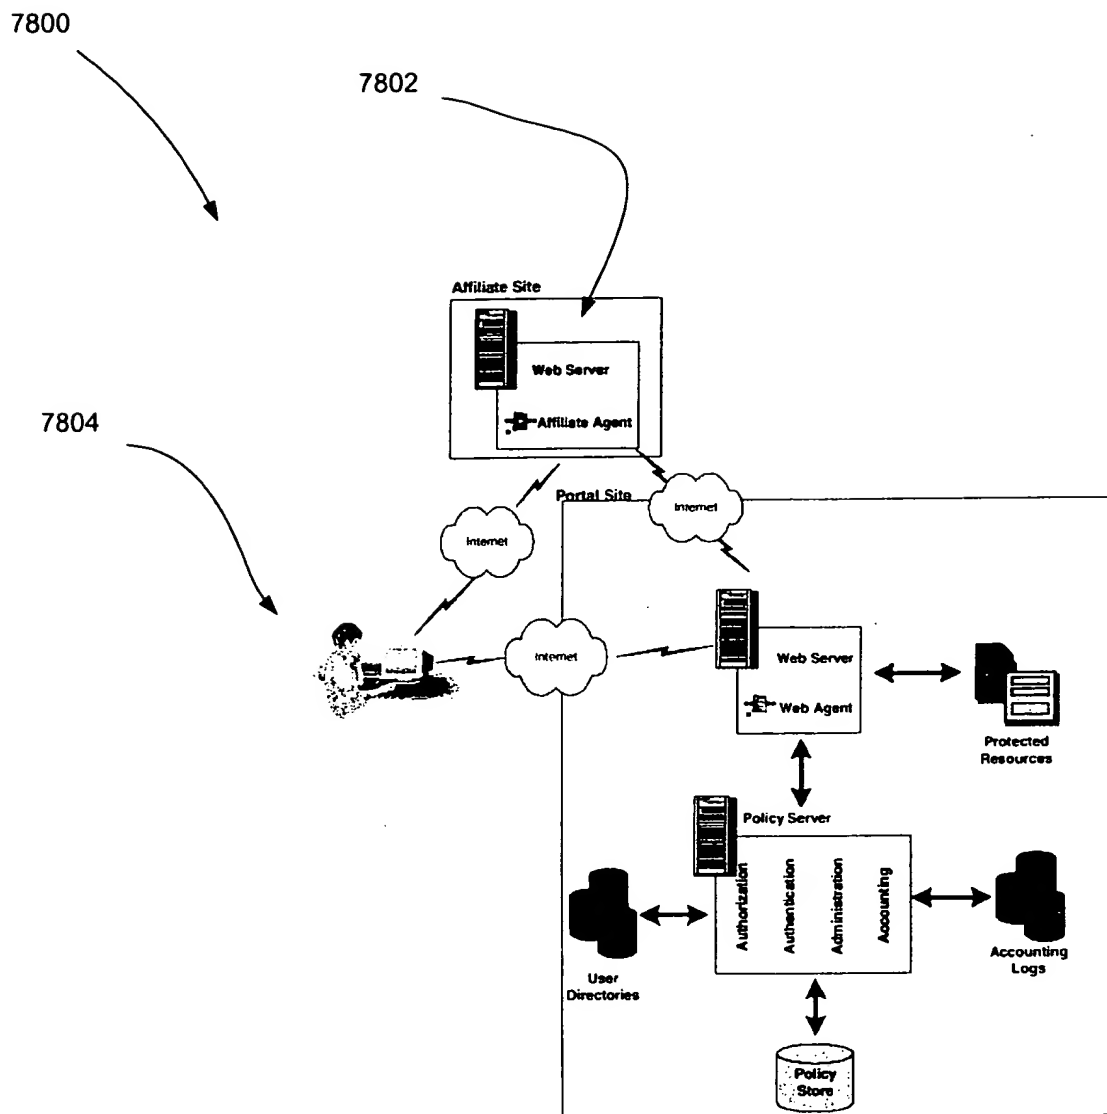 7800
7802
Affiliate Site
Web Server
Affiliate Agent
7804
Portal Site
Internet
Internet
Internet
Web Server
Web Agent
Protected
Resources
Policy Server
Authorization
Authentication
Administration
Accounting
User
Directories
Accounting
Logs
Policy
Store